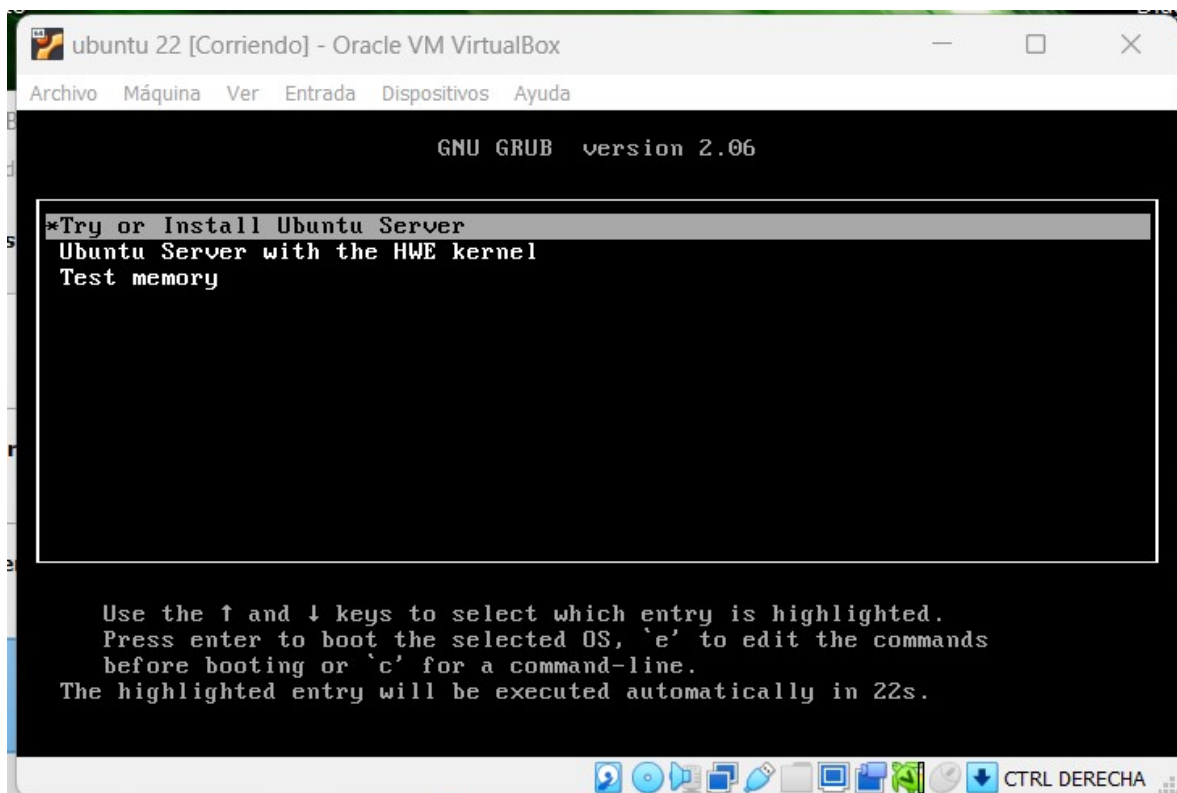 ubuntu 22 [Corriendo] - Oracle VM VirtualBox
Archivo Máquina Ver Entrada Dispositivos Ayuda
GNU GRUB version 2.06
*Try or Install Ubuntu Server
Ubuntu Server with the HWE kernel
Test memory
Use the ↑ and ↓ keys to select which entry is highlighted.
Press enter to boot the selected OS, `e' to edit the commands
before booting or `c' for a command-line.
The highlighted entry will be executed automatically in 22s.
CTRL DERECHA